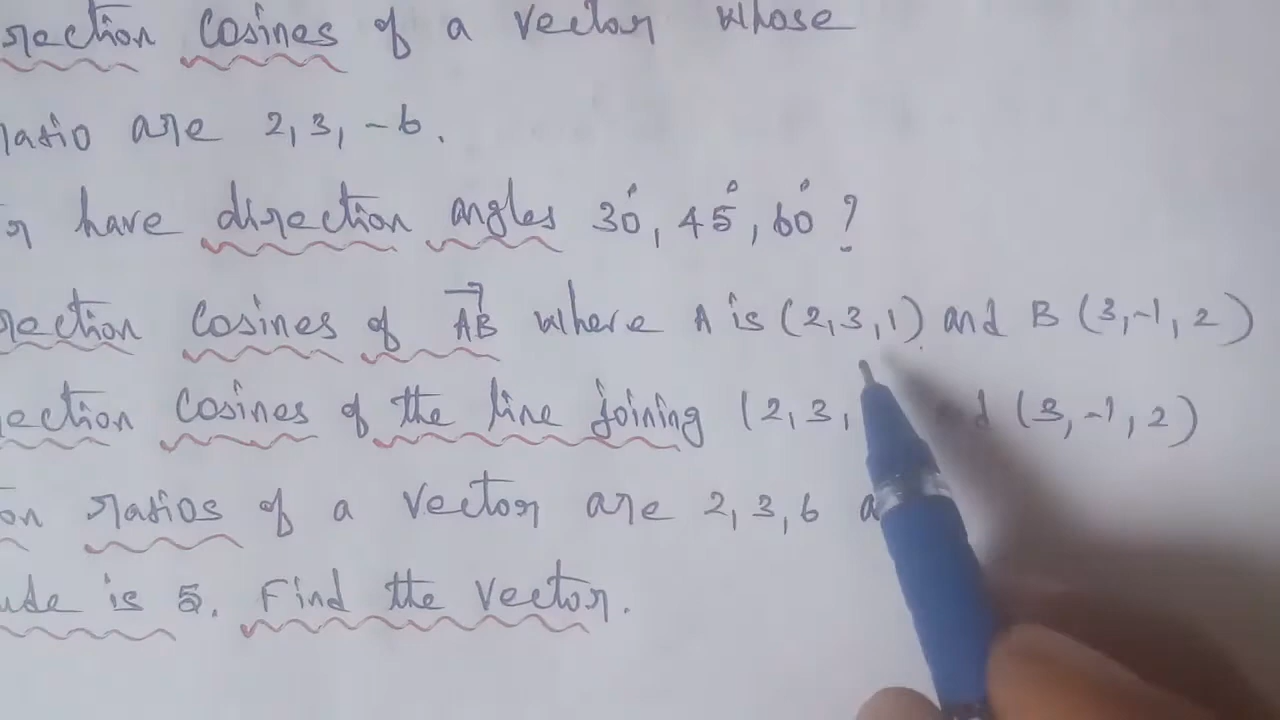 rection cosines of a vector whose
ratio are 2, 3, -6.
r have direction angles 30°, 45°, 60° ?
rection cosines of AB where A is (2, 3, 1) and B (3, -1, 2)
ection cosines of the line joining (2, 3, nd (3, -1, 2)
on ratios of a vector are 2, 3, 6 a
ude is 5. Find the vector.